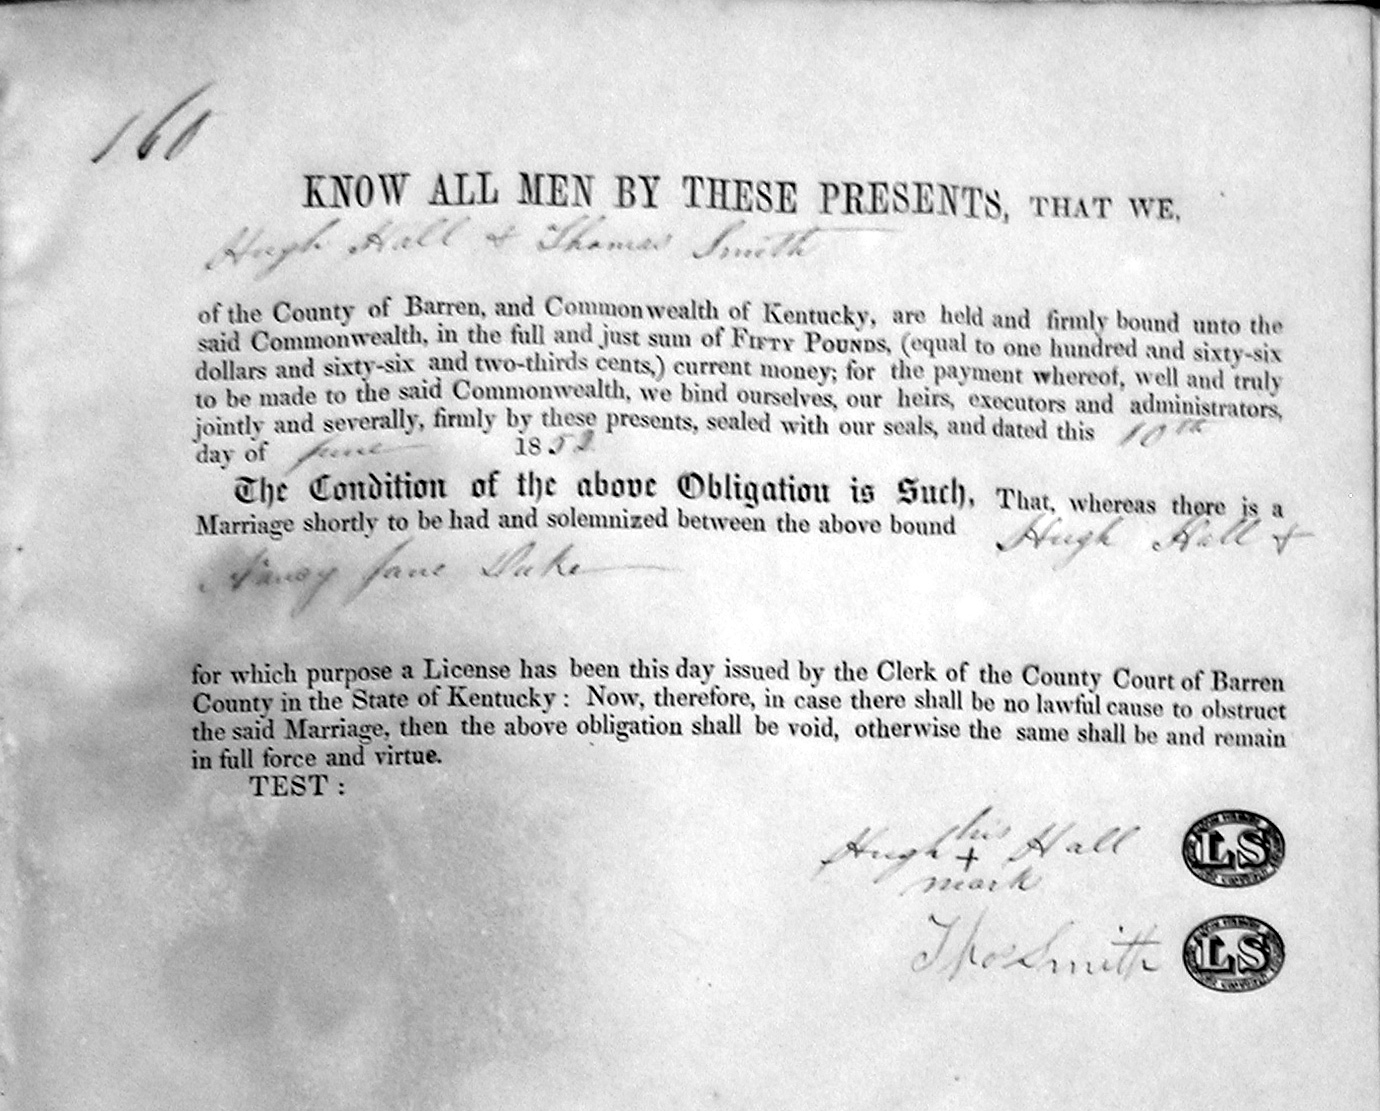 160
KNOW ALL MEN BY THESE PRESENTS, THAT WE,
Hugh Hall & Thomas Smith
of the County of Barren, and Commonwealth of Kentucky, are held and firmly bound unto the
said Commonwealth, in the full and just sum of FIFTY POUNDS, (equal to one hundred and sixty-six
dollars and sixty-six and two-thirds cents,) current money; for the payment whereof, well and truly
to be made to the said Commonwealth, we bind ourselves, our heirs, executors and administrators,
jointly and severally, firmly by these presents, sealed with our seals, and dated this 10th
day of June 1852
The Condition of the above Obligation is Such, That, whereas there is a
Marriage shortly to be had and solemnized between the above bound Hugh Hall &
Nancy Jane Duke
for which purpose a License has been this day issued by the Clerk of the County Court of Barren
County in the State of Kentucky: Now, therefore, in case there shall be no lawful cause to obstruct
the said Marriage, then the above obligation shall be void, otherwise the same shall be and remain
in full force and virtue.
TEST:
his
Hugh + Hall LS
mark
Thos Smith LS